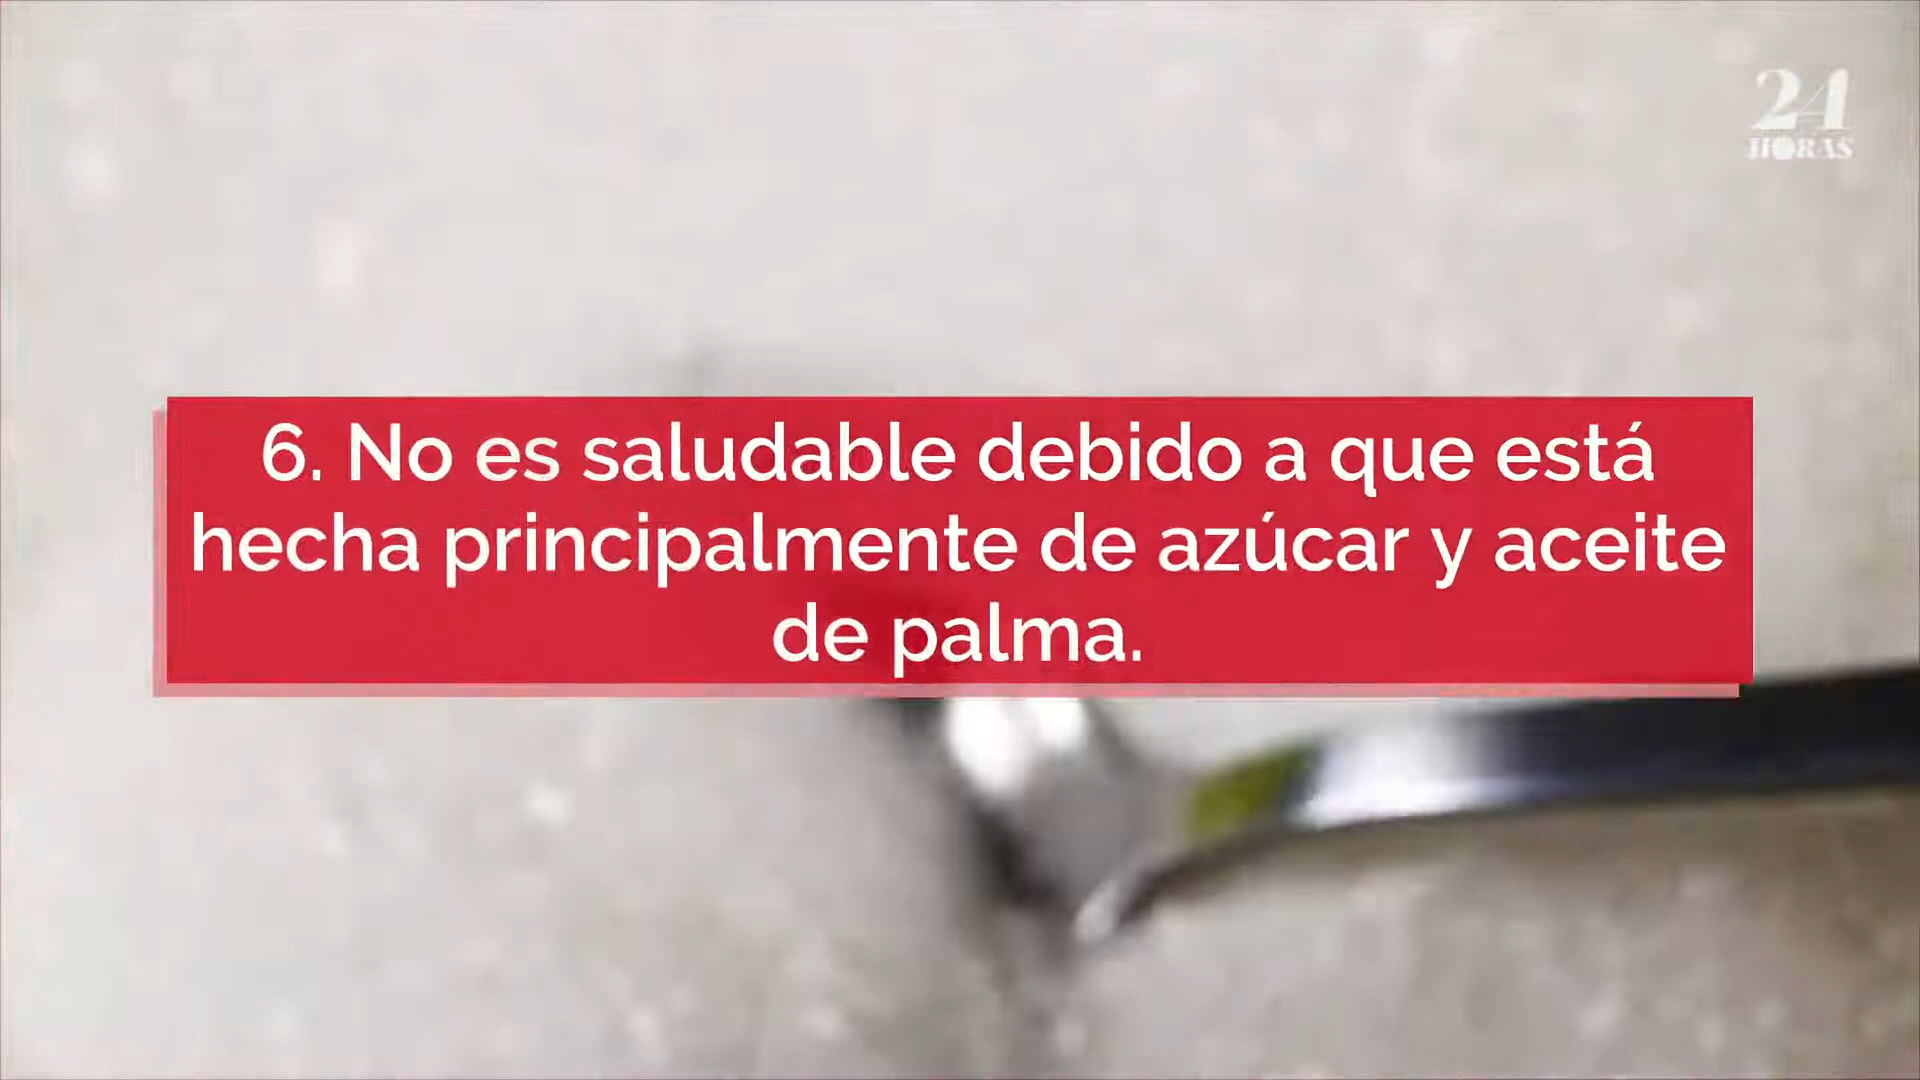 24
HORAS
6. No es saludable debido a que está
hecha principalmente de azúcar y aceite
de palma.